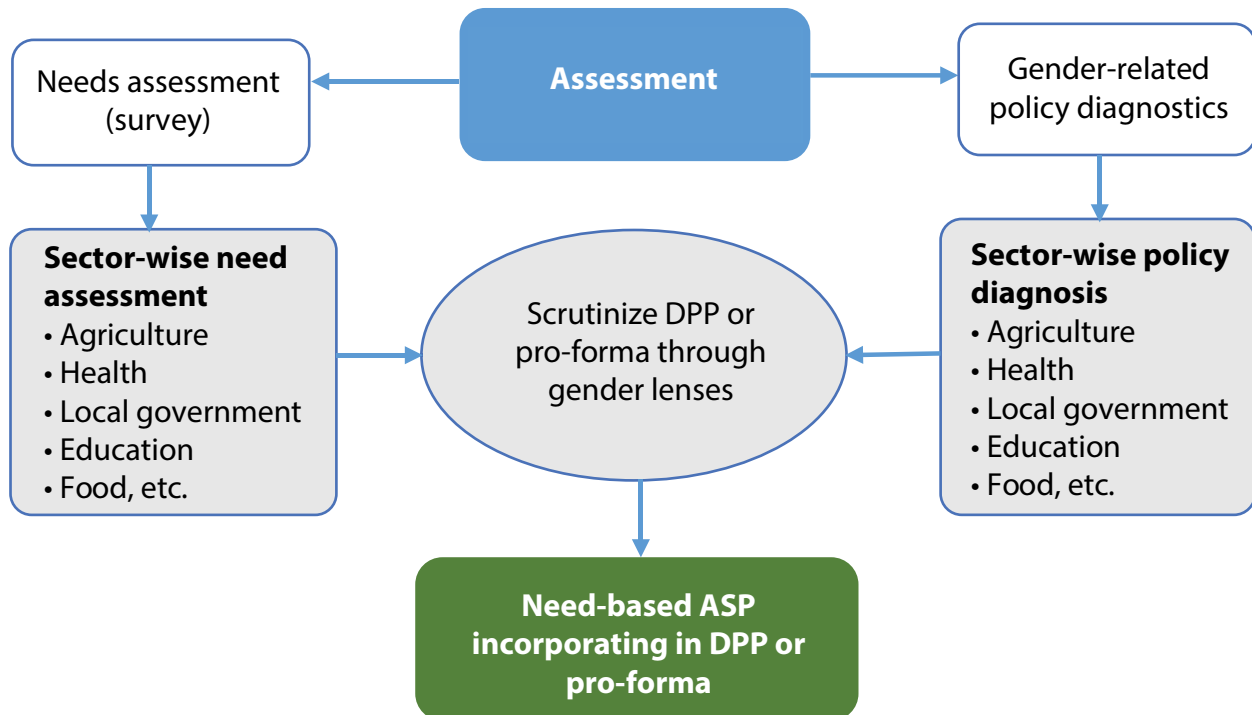 Assessment
Needs assessment
(survey)
Gender-related
policy diagnostics
Sector-wise need
assessment
• Agriculture
• Health
• Local government
• Education
• Food, etc.
Scrutinize DPP or
pro-forma through
gender lenses
Sector-wise policy
diagnosis
• Agriculture
• Health
• Local government
• Education
• Food, etc.
Need-based ASP
incorporating in DPP or
pro-forma